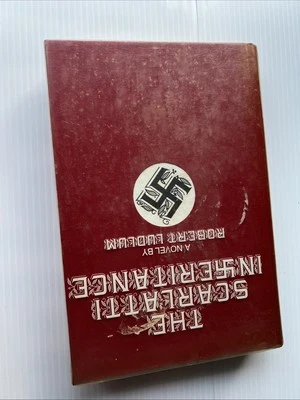 THE
SCARLATTI
INHERITANCE
A NOVEL BY
ROBERT LUDLUM